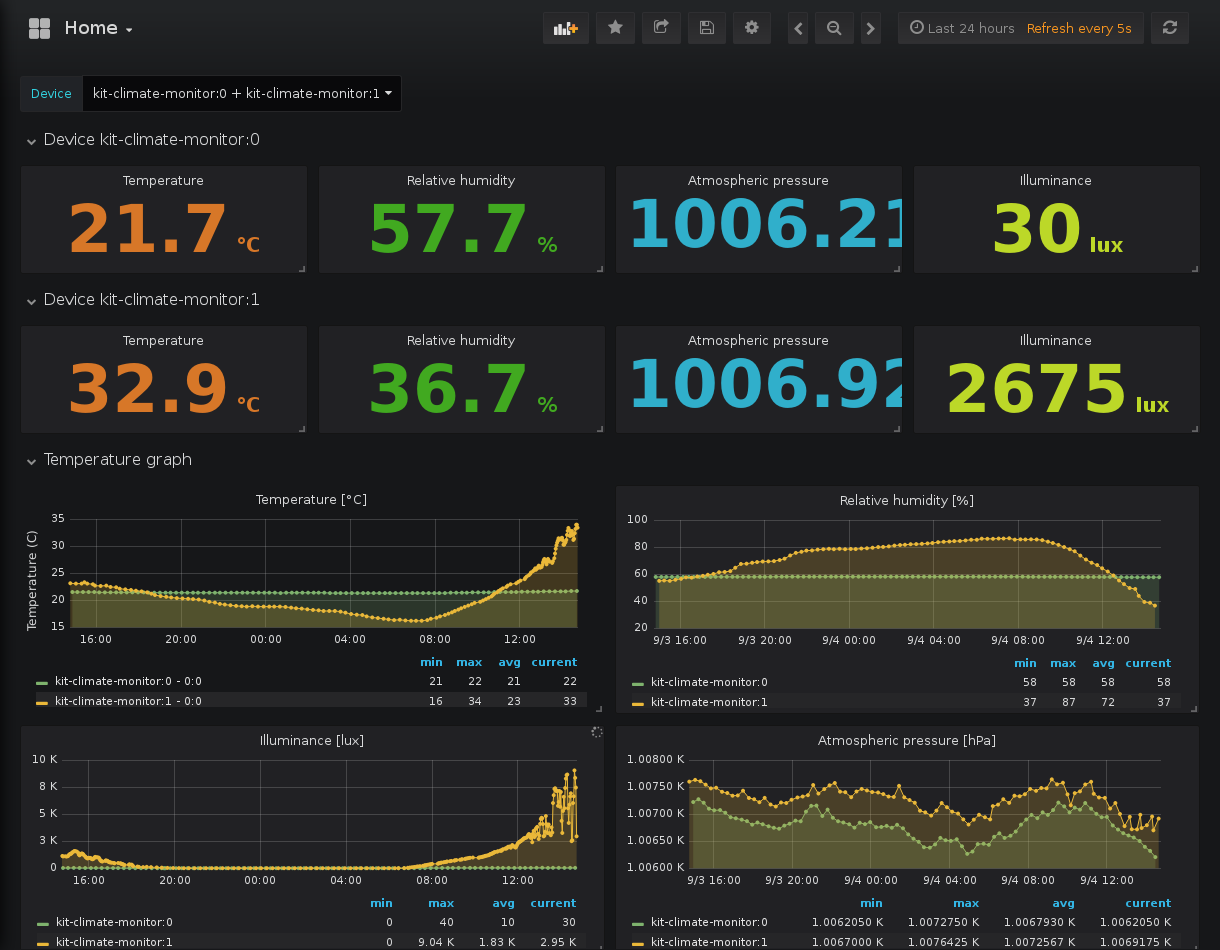 Home
Last 24 hours Refresh every 5s
Device kit-climate-monitor:0 + kit-climate-monitor:1
Device kit-climate-monitor:0
Temperature Relative humidity Atmospheric pressure Illuminance
21.7 °C 57.7 % 1006.21 30 lux
Device kit-climate-monitor:1
Temperature Relative humidity Atmospheric pressure Illuminance
32.9 °C 36.7 % 1006.92 2675 lux
Temperature graph
Temperature [°C]
Temperature (C)
35
30
25
20
15
16:00 20:00 00:00 04:00 08:00 12:00
min max avg current
kit-climate-monitor:0 - 0:0 21 22 21 22
kit-climate-monitor:1 - 0:0 16 34 23 33
Relative humidity [%]
100
80
60
40
20
9/3 16:00 9/3 20:00 9/4 00:00 9/4 04:00 9/4 08:00 9/4 12:00
min max avg current
kit-climate-monitor:0 58 58 58 58
kit-climate-monitor:1 37 87 72 37
Illuminance [lux]
10 K
8 K
5 K
3 K
0
16:00 20:00 00:00 04:00 08:00 12:00
min max avg current
kit-climate-monitor:0 0 40 10 30
kit-climate-monitor:1 0 9.04 K 1.83 K 2.95 K
Atmospheric pressure [hPa]
1.00800 K
1.00750 K
1.00700 K
1.00650 K
1.00600 K
9/3 16:00 9/3 20:00 9/4 00:00 9/4 04:00 9/4 08:00 9/4 12:00
min max avg current
kit-climate-monitor:0 1.0062050 K 1.0072750 K 1.0067930 K 1.0062050 K
kit-climate-monitor:1 1.0067000 K 1.0076425 K 1.0072567 K 1.0069175 K